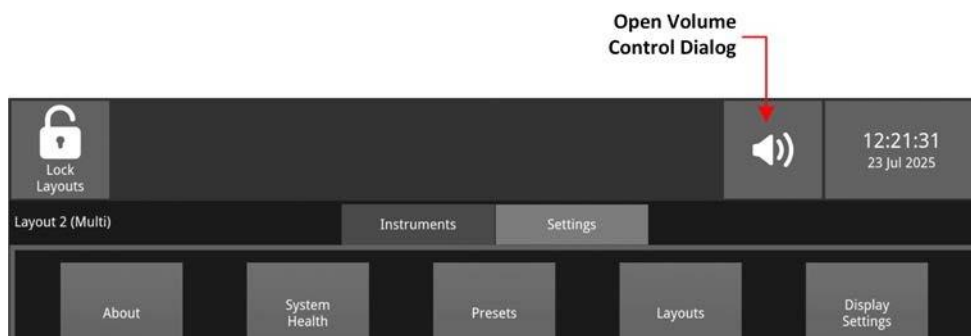 Open Volume
Control Dialog
Lock
Layouts
12:21:31
23 Jul 2025
Layout 2 (Multi)
Instruments
Settings
About
System
Health
Presets
Layouts
Display
Settings